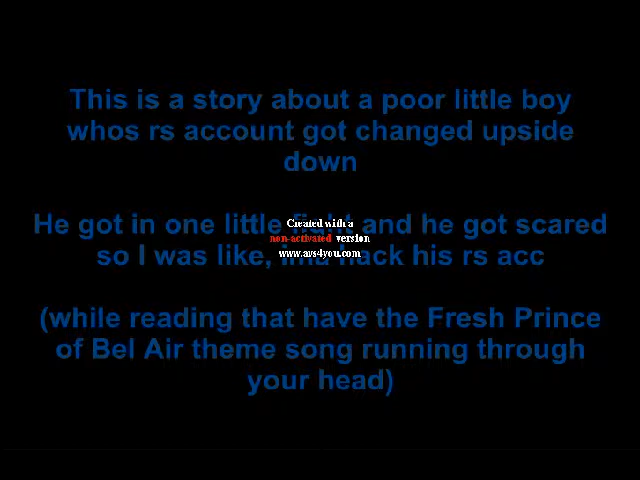 This is a story about a poor little boy
whos rs account got changed upside
down
He got in one little fight and he got scared
so I was like, ima hack his rs acc
(while reading that have the Fresh Prince
of Bel Air theme song running through
your head)
Created with a
non-activated version
www.avs4you.com